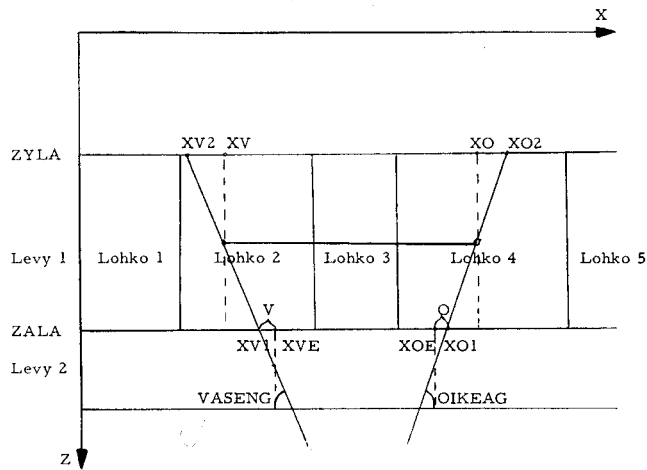 X
XV2 XV XO XO2
ZYLA
Levy 1 Lohko 1 Lohko 2 Lohko 3 Lohko 4 Lohko 5
V O
ZALA
XV1 XVE XOE XO1
Levy 2
VASENG OIKEAG
Z